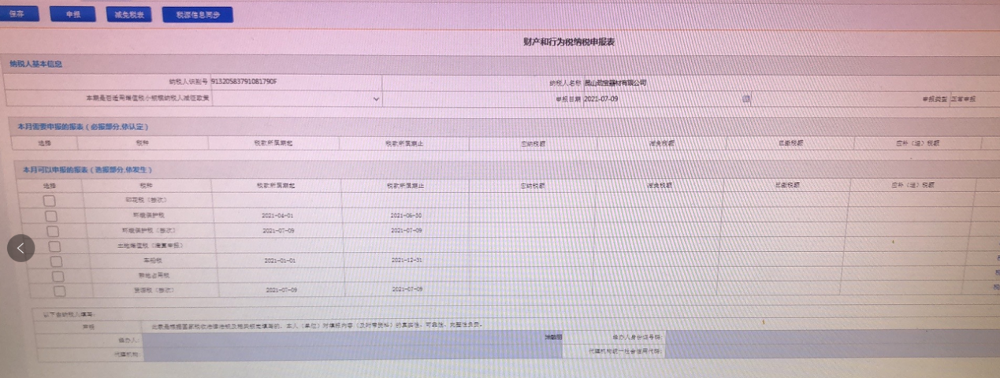 保存 申报 减免税表 税源信息同步
财产和行为税纳税申报表
纳税人基本信息
纳税人识别号 91320583791081790F 纳税人名称 昆山 器材有限公司
本期是否适用增值税小规模纳税人减征政策 申报日期 2021-07-09 申报类型 正常申报
本月需要申报的报表（必报部分,依认定）
选择 税种 税款所属期起 税款所属期止 应纳税额 减免税额 已缴税额 应补（退）税额
本月可以申报的报表（选报部分,依发生）
选择 税种 税款所属期起 税款所属期止 应纳税额 减免税额 已缴税额 应补（退）税额
印花税（按次）
环境保护税 2021-04-01 2021-06-30
环境保护税（按次） 2021-07-09 2021-07-09
土地增值税（清算申报）
车船税 2021-01-01 2021-12-31
耕地占用税
资源税（按次） 2021-07-09 2021-07-09
以下由纳税人填写:
声明 此表是根据国家税收法律法规及相关规定填写的，本人（单位）对填报内容（及附带资料）的真实性、可靠性、完整性负责。
经办人: 经办人身份证号码:
代理机构: 代理机构统一社会信用代码: